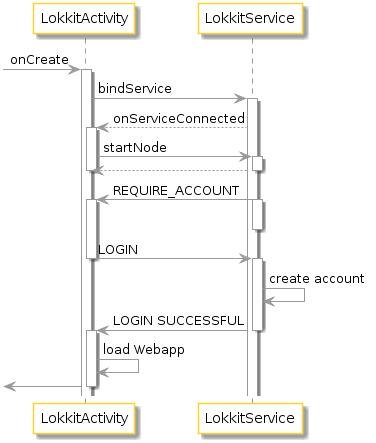 LokkitActivity
LokkitService
onCreate
bindService
onServiceConnected
startNode
REQUIRE_ACCOUNT
LOGIN
create account
LOGIN SUCCESSFUL
load Webapp
LokkitActivity
LokkitService